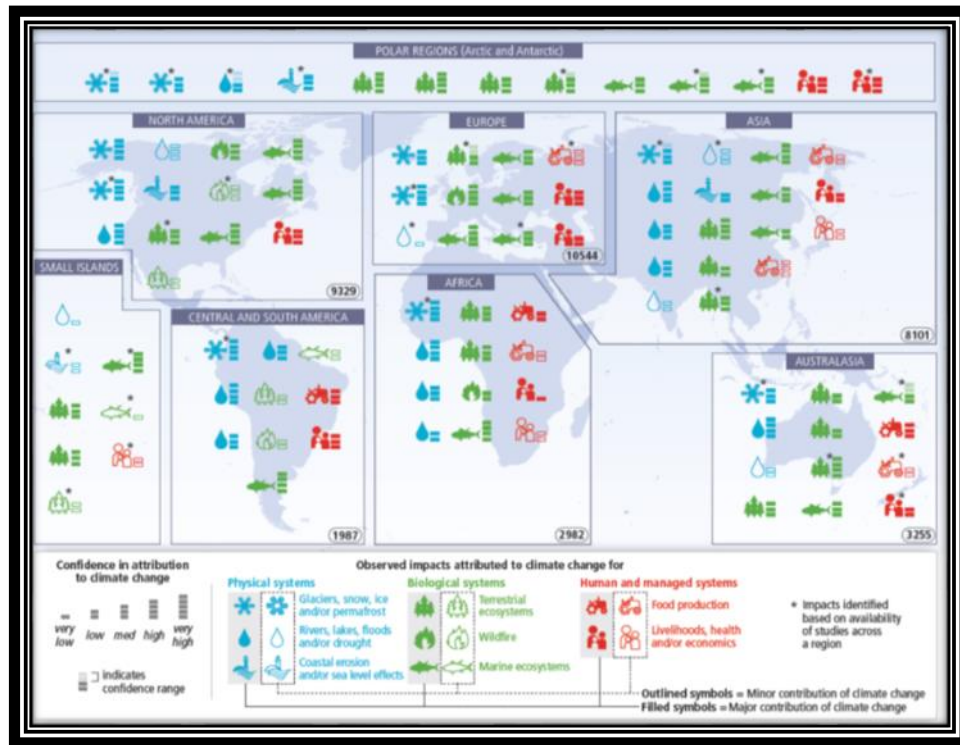 POLAR REGIONS (Arctic and Antarctic)
NORTH AMERICA
EUROPE
ASIA
10544
SMALL ISLANDS
9329
AFRICA
CENTRAL AND SOUTH AMERICA
8101
AUSTRALASIA
1987
2982
3255
Confidence in attribution
to climate change
very
low
low
med
high
very
high
indicates
confidence range
Observed impacts attributed to climate change for
Physical systems
Glaciers, snow, ice
and/or permafrost
Rivers, lakes, floods
and/or drought
Coastal erosion
and/or sea level effects
Biological systems
Terrestrial
ecosystems
Wildfire
Marine ecosystems
Human and managed systems
Food production
Livelihoods, health
and/or economics
* Impacts identified
based on availability
of studies across
a region
Outlined symbols = Minor contribution of climate change
Filled symbols = Major contribution of climate change